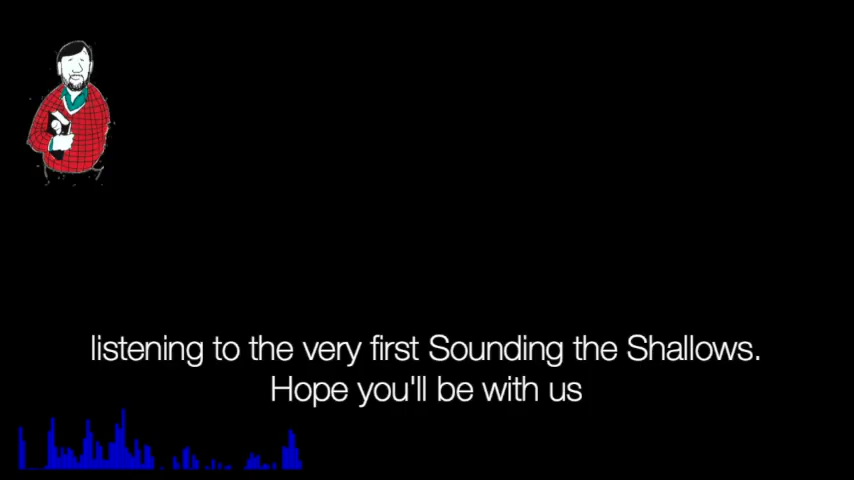 listening to the very first Sounding the Shallows.
Hope you'll be with us